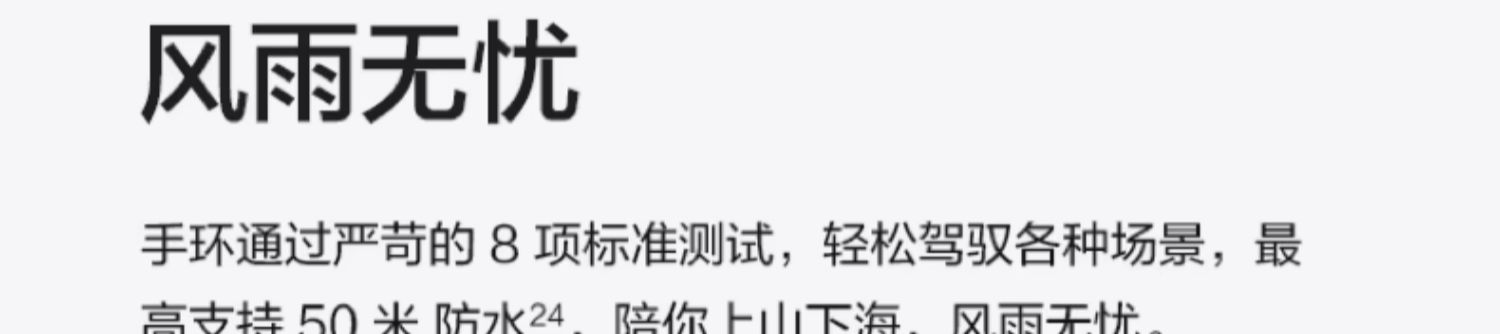 风雨无忧
手环通过严苛的 8 项标准测试，轻松驾驭各种场景，最
高支持 50 米 防水24，陪你上山下海，风雨无忧。